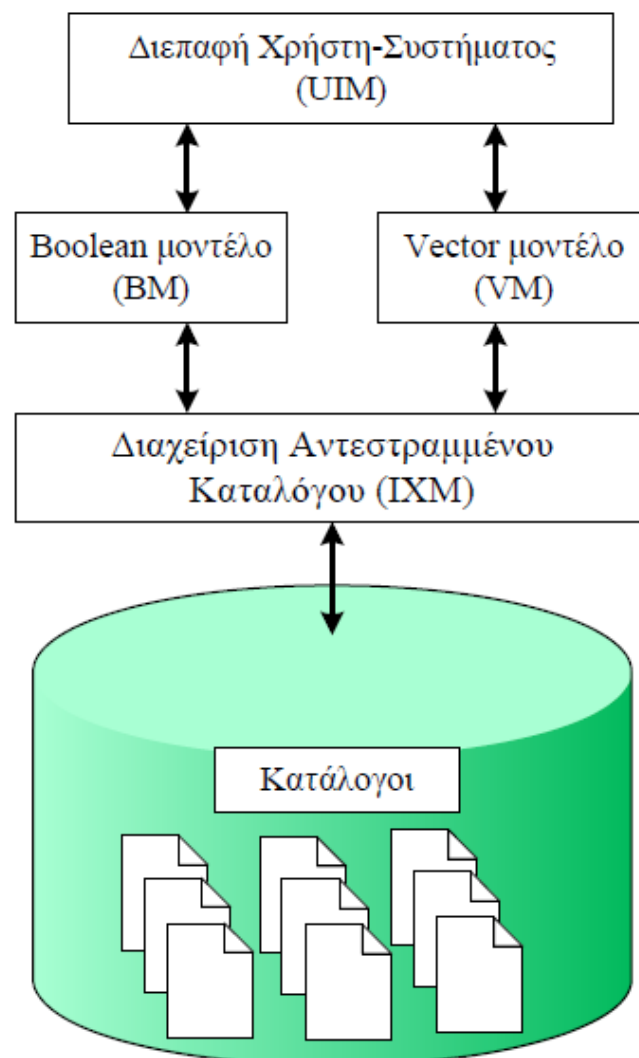 Διεπαφή Χρήστη-Συστήματος
(UIM)
Boolean μοντέλο
(BM)
Vector μοντέλο
(VM)
Διαχείριση Αντεστραμμένου
Καταλόγου (IXM)
Κατάλογοι